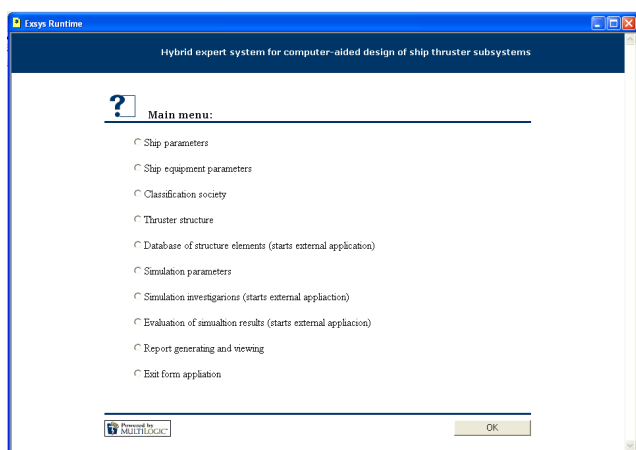 Exsys Runtime
Hybrid expert system for computer-aided design of ship thruster subsystems
?
Main menu:
Ship parameters
Ship equipment parameters
Classification society
Thruster structure
Database of structure elements (starts external application)
Simulation parameters
Simulation investigarions (starts external appliaction)
Evaluation of simualtion results (starts external appliacion)
Report generating and viewing
Exit form appliation
Powered by
MULTILOGIC
OK